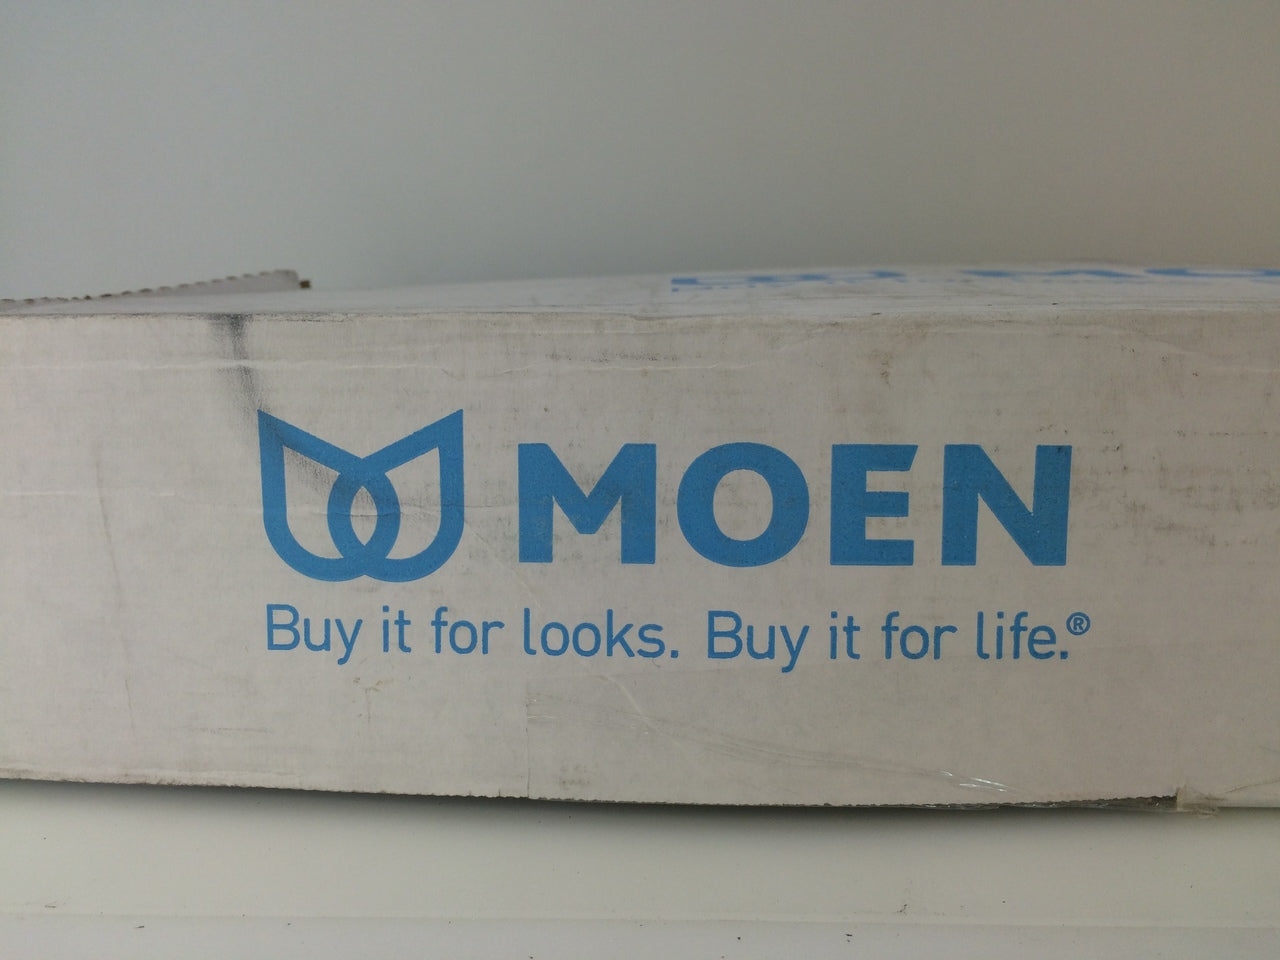 MOEN
Buy it for looks. Buy it for life.®